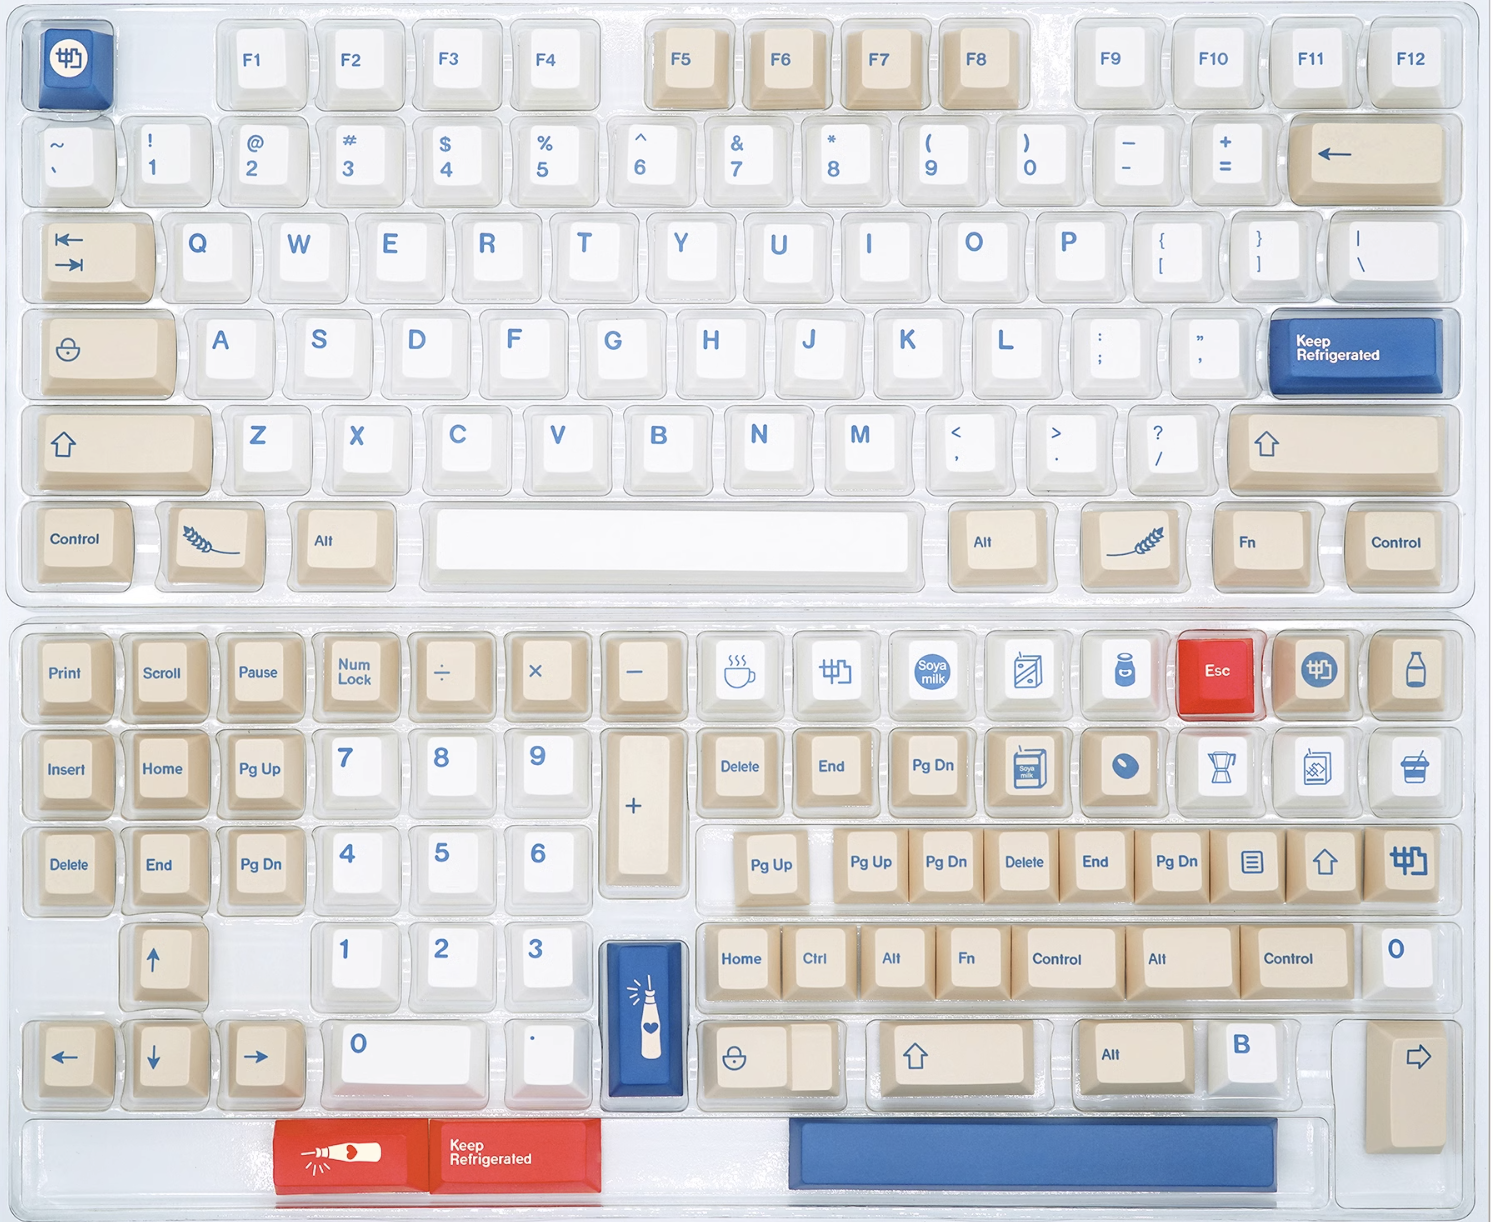 F1 F2 F3 F4 F5 F6 F7 F8 F9 F10 F11 F12
~ ! @ # $ % ^ & * ( ) — +
` 1 2 3 4 5 6 7 8 9 0 - = ←
Q W E R T Y U I O P { } |
[ ] \
A S D F G H J K L : ” Keep
; ’ Refrigerated
Z X C V B N M < > ?
, . /
Control Alt Alt Fn Control
Print Scroll Pause Num ÷ × − Soya Esc
Lock milk
Insert Home Pg Up 7 8 9 + Delete End Pg Dn Soya
milk
Delete End Pg Dn 4 5 6 Pg Up Pg Up Pg Dn Delete End Pg Dn
↑ 1 2 3 Home Ctrl Alt Fn Control Alt Control 0
← ↓ → 0 . Alt B
Keep
Refrigerated